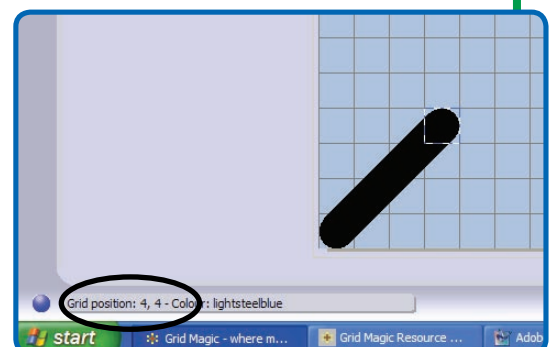 Grid position: 4, 4 - Colour: lightsteelblue
start Grid Magic - where m... Grid Magic Resource ... Adob